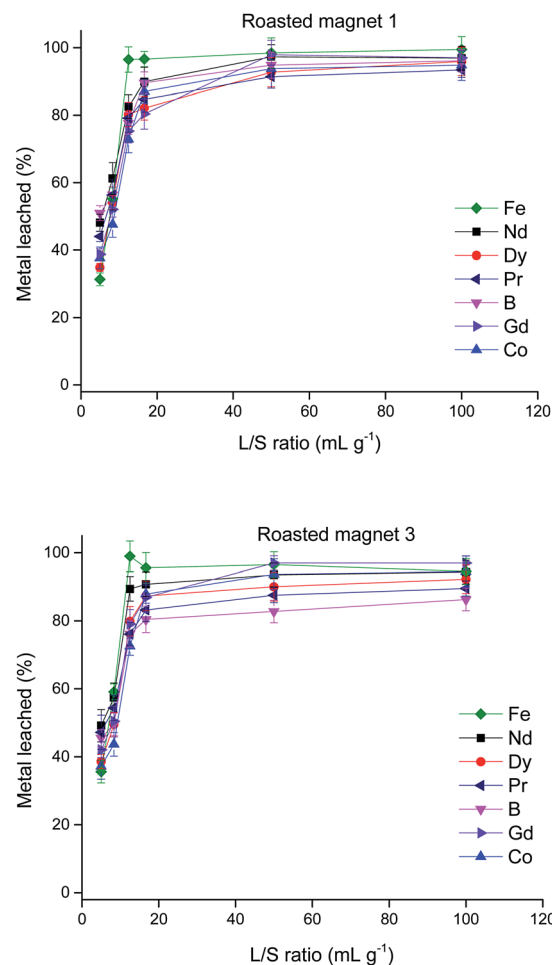 Roasted magnet 1
100
80
60
40
20
0
Metal leached (%)
Fe
Nd
Dy
Pr
B
Gd
Co
0 20 40 60 80 100 120
L/S ratio (mL g⁻¹)
Roasted magnet 3
100
80
60
40
20
0
Metal leached (%)
Fe
Nd
Dy
Pr
B
Gd
Co
0 20 40 60 80 100 120
L/S ratio (mL g⁻¹)